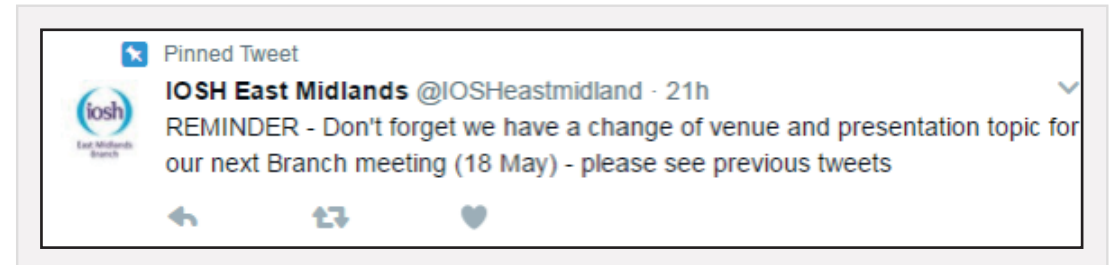 Pinned Tweet
IOSH East Midlands @IOSHeastmidland · 21h
iosh
East Midlands
Branch
REMINDER - Don't forget we have a change of venue and presentation topic for
our next Branch meeting (18 May) - please see previous tweets